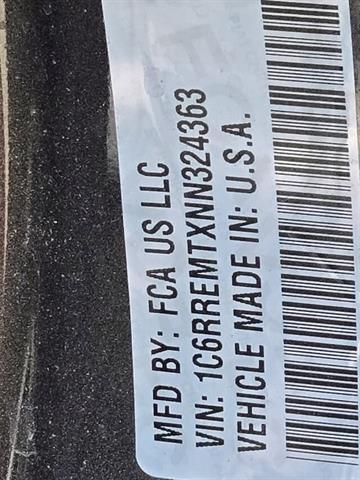 MFD BY: FCA US LLC
VIN: 1C6RREMTXNN324363
VEHICLE MADE IN: U.S.A.